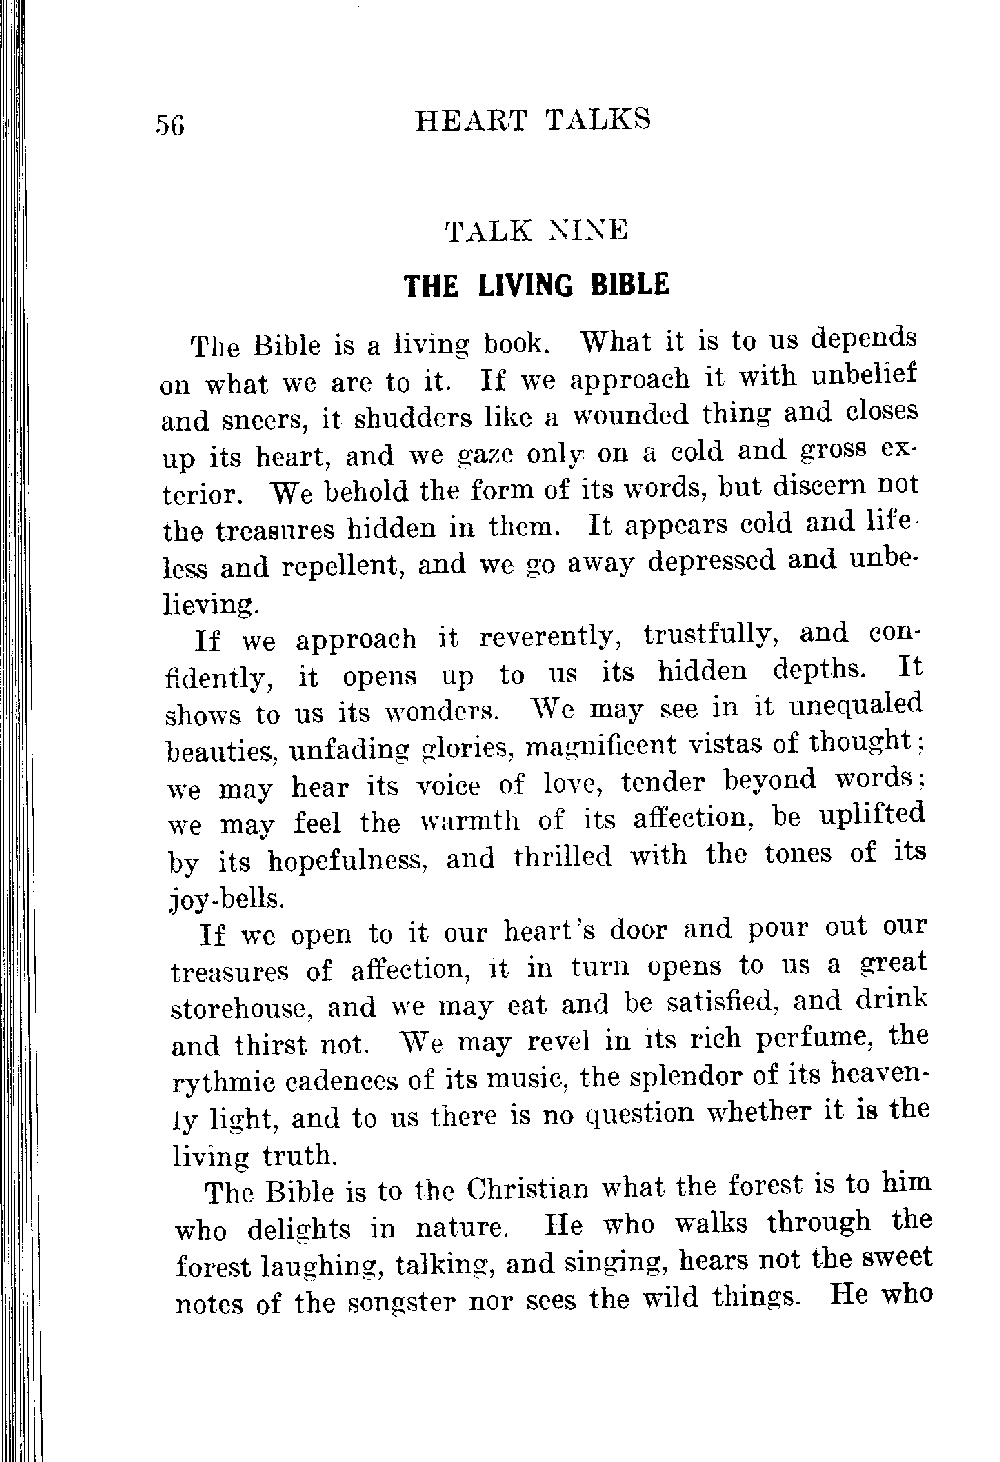 56 HEART TALKS
TALK NINE
THE LIVING BIBLE
The Bible is a living book. What it is to us depends
on what we are to it. If we approach it with unbelief
and sneers, it shudders like a wounded thing and closes
up its heart, and we gaze only on a cold and gross ex-
terior. We behold the form of its words, but discern not
the treasures hidden in them. It appears cold and life-
less and repellent, and we go away depressed and unbe-
lieving.
If we approach it reverently, trustfully, and con-
fidently, it opens up to us its hidden depths. It
shows to us its wonders. We may see in it unequaled
beauties, unfading glories, magnificent vistas of thought;
we may hear its voice of love, tender beyond words;
we may feel the warmth of its affection, be uplifted
by its hopefulness, and thrilled with the tones of its
joy-bells.
If we open to it our heart's door and pour out our
treasures of affection, it in turn opens to us a great
storehouse, and we may eat and be satisfied, and drink
and thirst not. We may revel in its rich perfume, the
rythmic cadences of its music, the splendor of its heaven-
ly light, and to us there is no question whether it is the
living truth.
The Bible is to the Christian what the forest is to him
who delights in nature. He who walks through the
forest laughing, talking, and singing, hears not the sweet
notes of the songster nor sees the wild things. He who